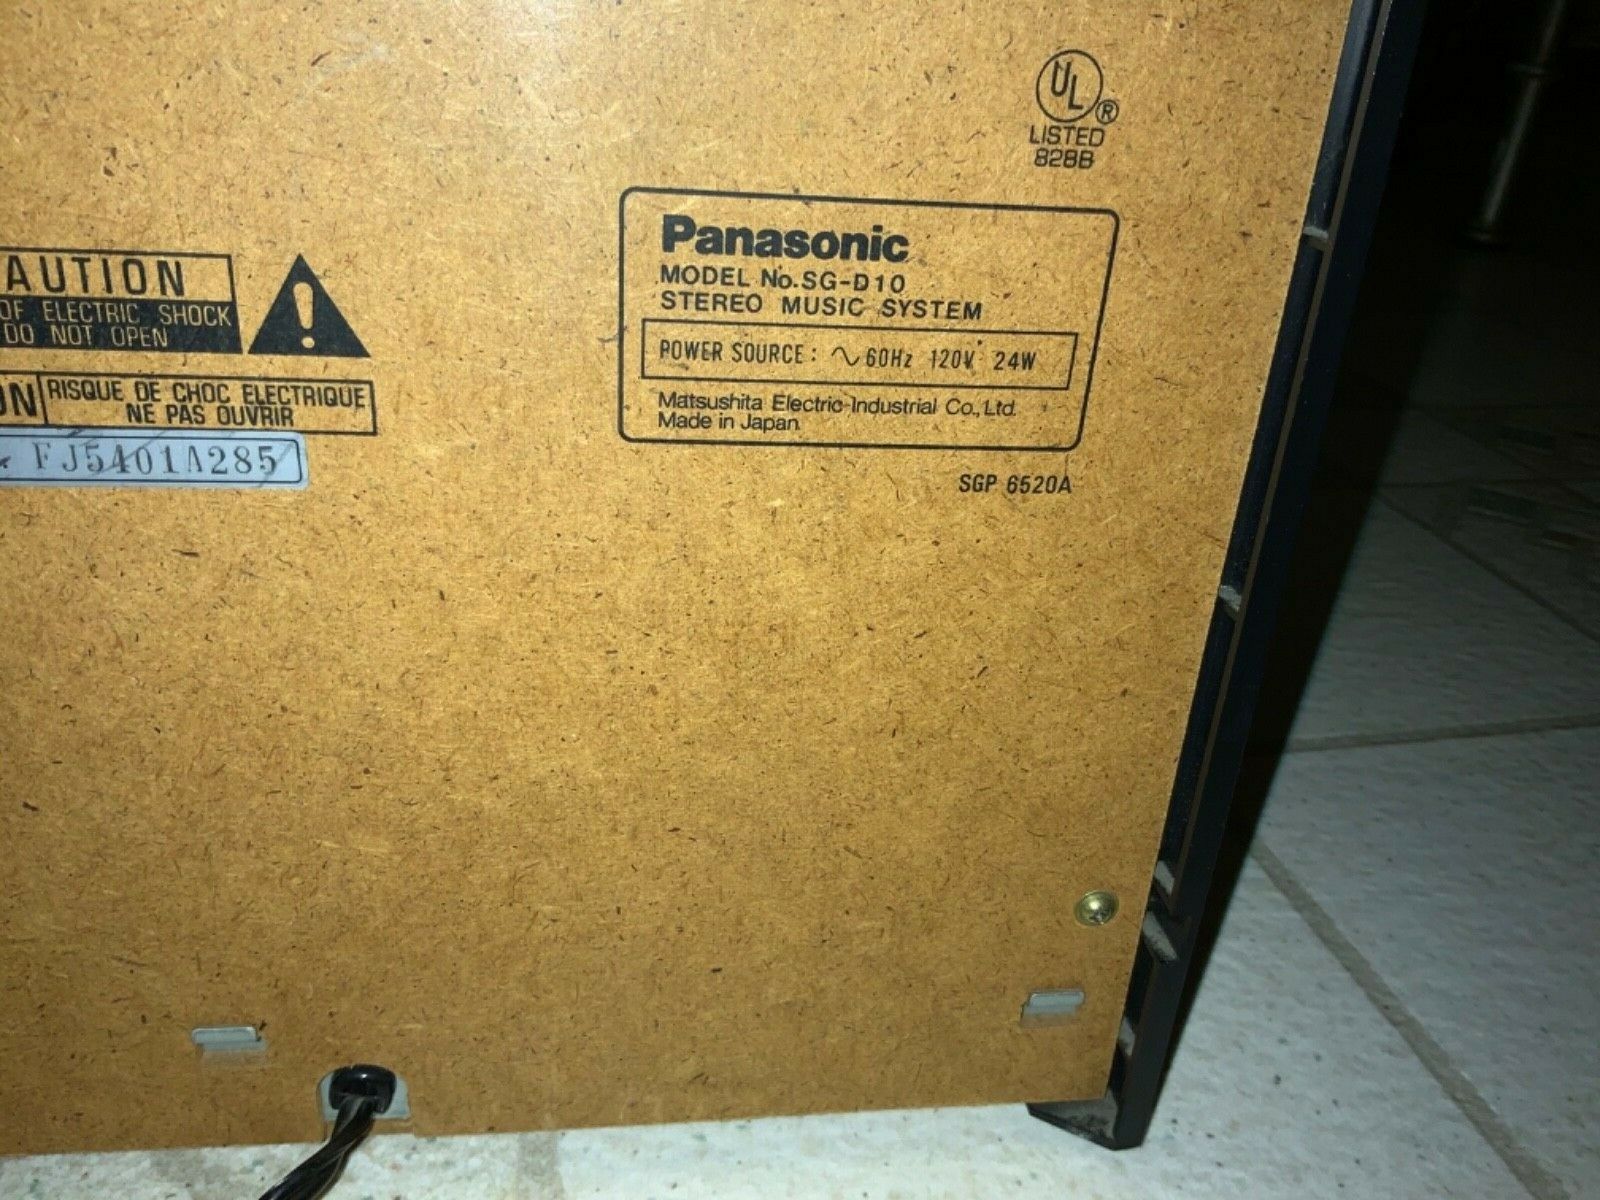 UL®
LISTED
828B
Panasonic
MODEL No. SG-D10
STEREO MUSIC SYSTEM
POWER SOURCE : ∿ 60Hz 120V 24W
Matsushita Electric Industrial Co., Ltd.
Made in Japan
SGP 6520A
AUTION
OF ELECTRIC SHOCK
DO NOT OPEN
!
ON RISQUE DE CHOC ELECTRIQUE
NE PAS OUVRIR
FJ5401A285